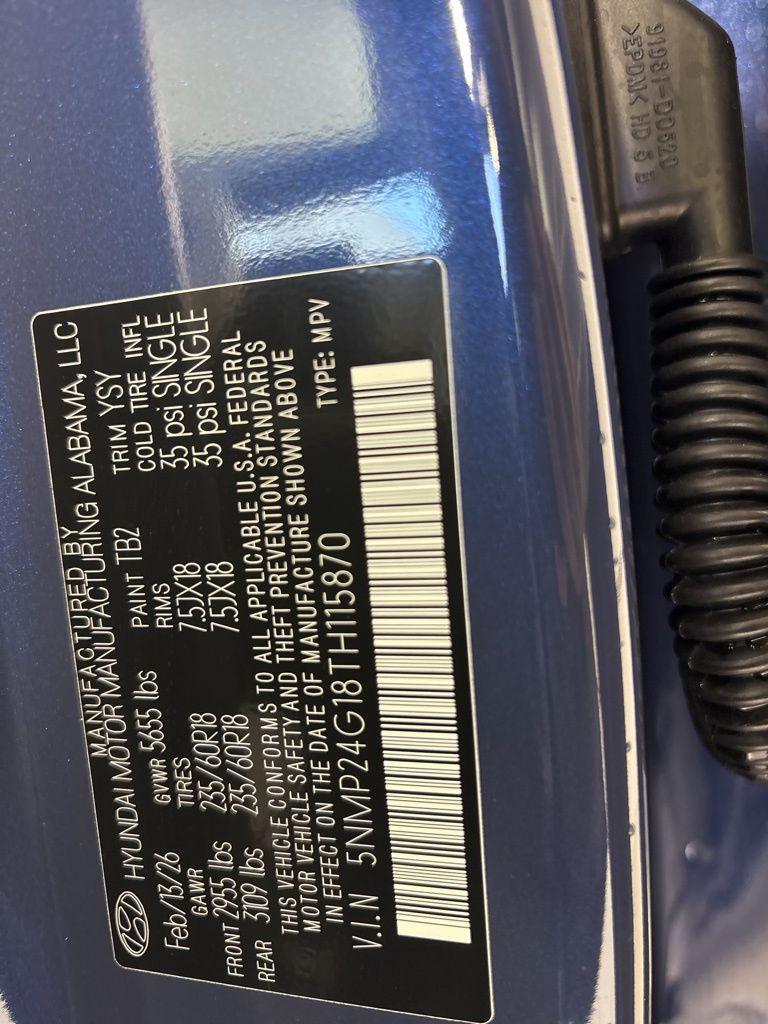 MANUFACTURED BY
HYUNDAI MOTOR MANUFACTURING ALABAMA, LLC
Feb/13/26 GVWR 5655 lbs PAINT TB2 TRIM YSY
GAWR TIRES RIMS COLD TIRE INFL
FRONT 2955 lbs 235/60R18 7.5JX18 35 psi SINGLE
REAR 3109 lbs 235/60R18 7.5JX18 35 psi SINGLE
THIS VEHICLE CONFORMS TO ALL APPLICABLE U.S.A. FEDERAL
MOTOR VEHICLE SAFETY AND THEFT PREVENTION STANDARDS
IN EFFECT ON THE DATE OF MANUFACTURE SHOWN ABOVE
V.I.N 5NMP24G18TH115870 TYPE: MPV
91981-D0520
>EPDM< HD 5 B